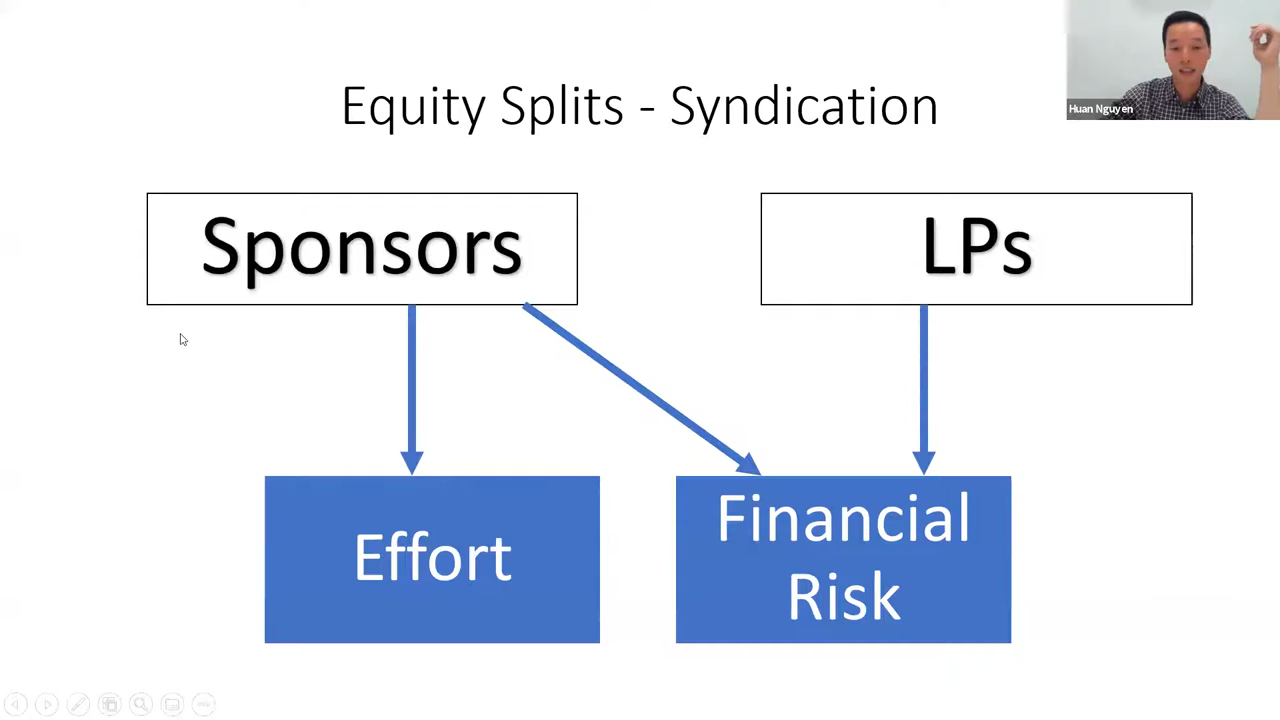 Huan Nguyen
Equity Splits - Syndication
Sponsors
LPs
Effort
Financial
Risk